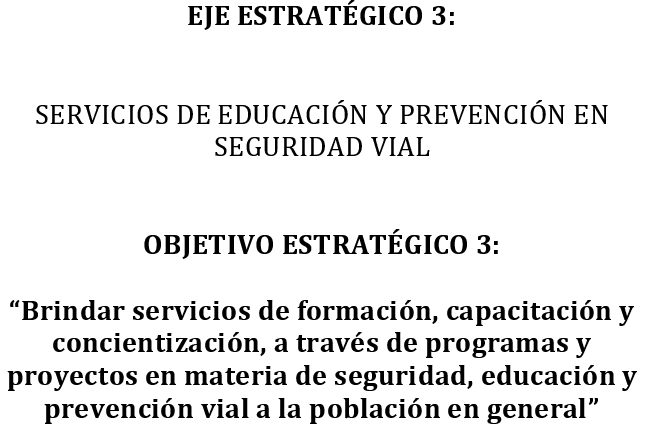 EJE ESTRATÉGICO 3:
SERVICIOS DE EDUCACIÓN Y PREVENCIÓN EN
SEGURIDAD VIAL
OBJETIVO ESTRATÉGICO 3:
“Brindar servicios de formación, capacitación y
concientización, a través de programas y
proyectos en materia de seguridad, educación y
prevención vial a la población en general”